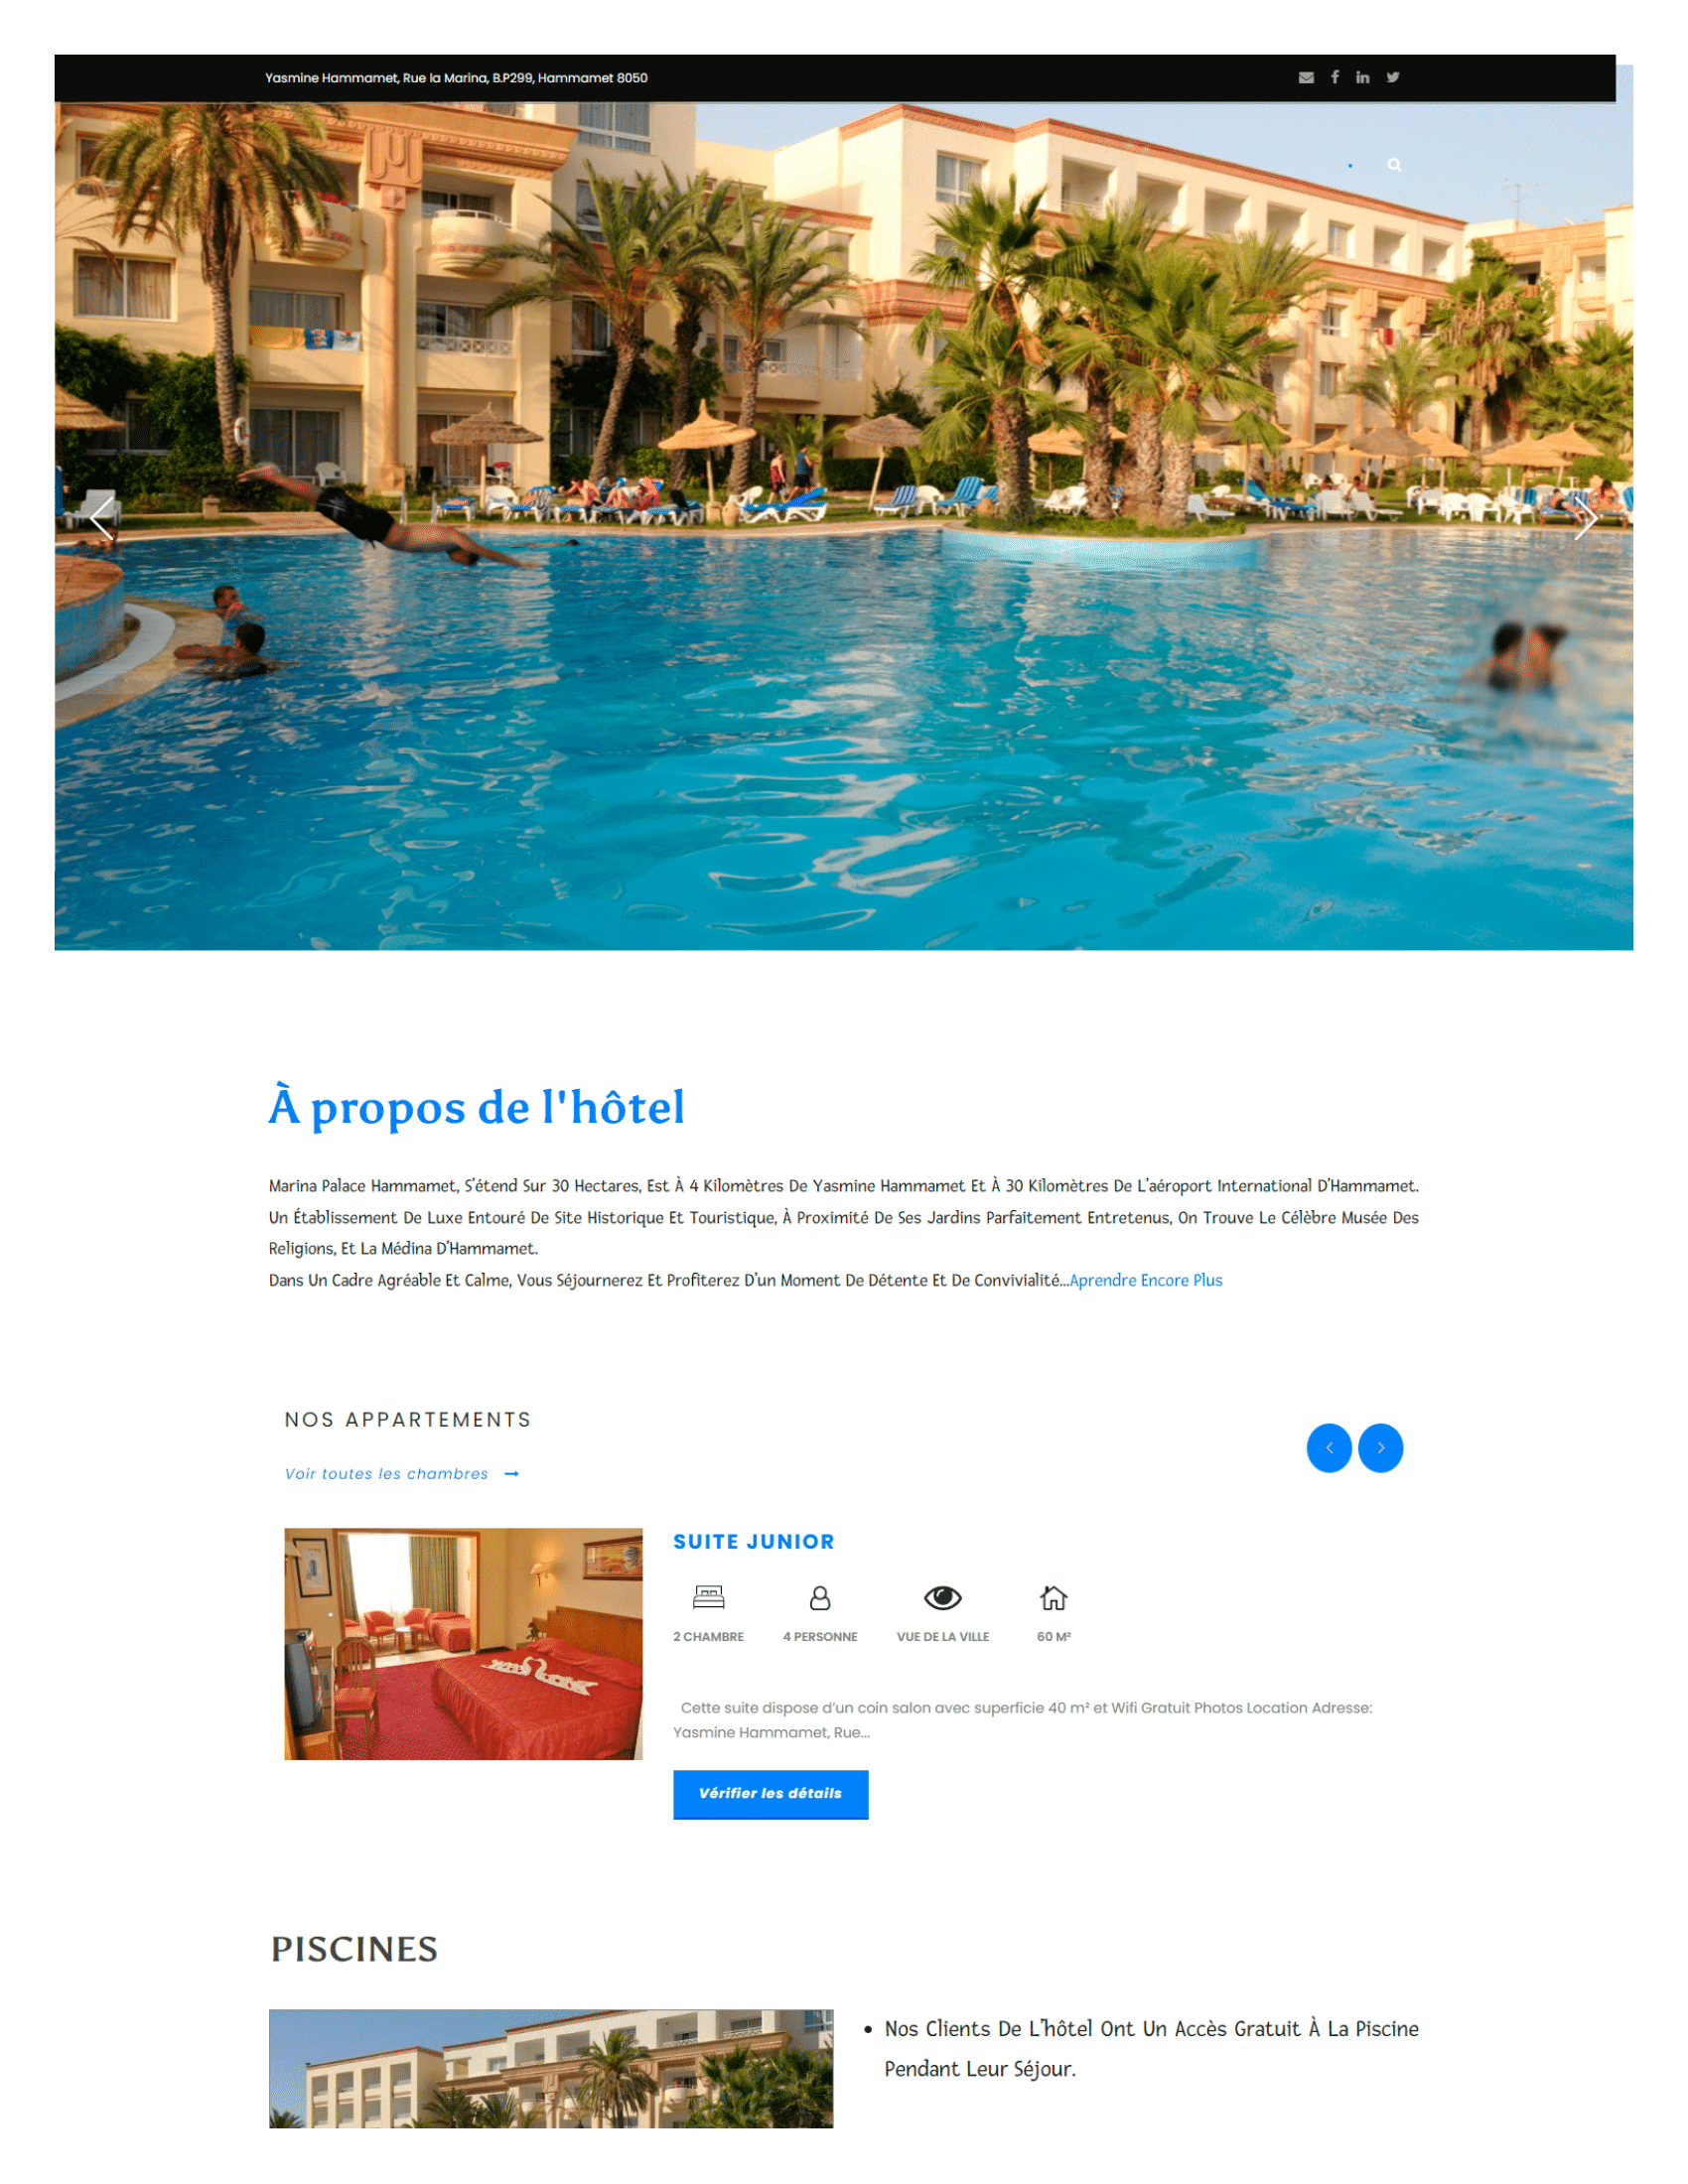 Yasmine Hammamet, Rue la Marina, B.P299, Hammamet 8050
À propos de l'hôtel
Marina Palace Hammamet, S'étend Sur 30 Hectares, Est À 4 Kilomètres De Yasmine Hammamet Et À 30 Kilomètres De L'aéroport International D'Hammamet.
Un Établissement De Luxe Entouré De Site Historique Et Touristique, À Proximité De Ses Jardins Parfaitement Entretenus, On Trouve Le Célèbre Musée Des
Religions, Et La Médina D'Hammamet.
Dans Un Cadre Agréable Et Calme, Vous Séjournerez Et Profiterez D'un Moment De Détente Et De Convivialité...Aprendre Encore Plus
NOS APPARTEMENTS
Voir toutes les chambres
SUITE JUNIOR
2 CHAMBRE 4 PERSONNE VUE DE LA VILLE 60 M²
Cette suite dispose d'un coin salon avec superficie 40 m² et Wifi Gratuit Photos Location Adresse:
Yasmine Hammamet, Rue...
Vérifier les détails
PISCINES
• Nos Clients De L'hôtel Ont Un Accès Gratuit À La Piscine
Pendant Leur Séjour.